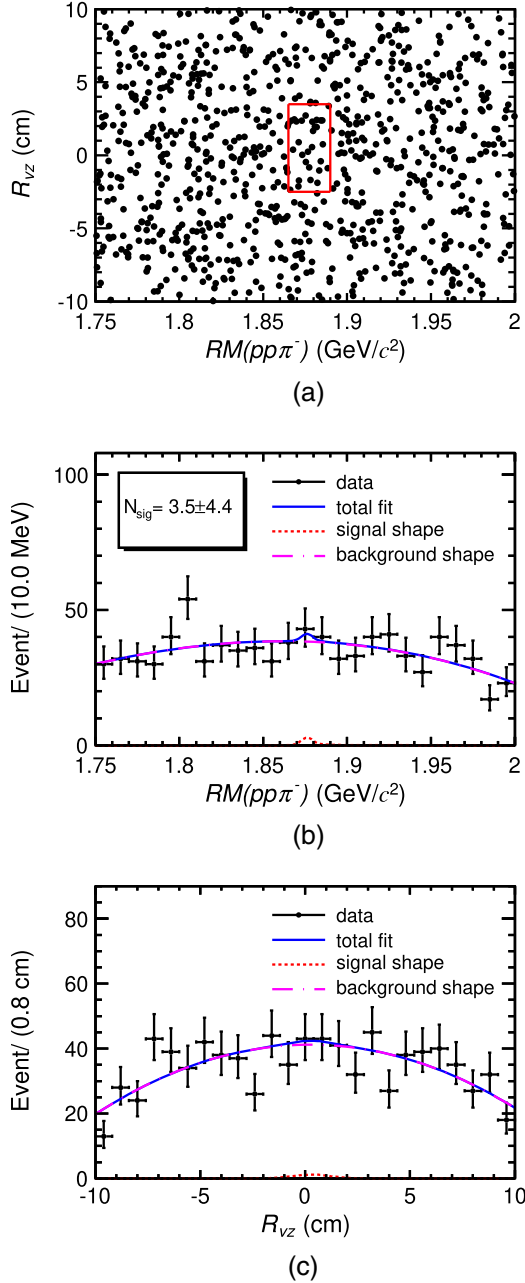 10
5
0
-5
-10
R_vz (cm)
1.75 1.8 1.85 1.9 1.95 2
RM(ppπ⁻) (GeV/c²)
(a)
100
50
0
Event/ (10.0 MeV)
N_sig= 3.5±4.4
data
total fit
signal shape
background shape
1.75 1.8 1.85 1.9 1.95 2
RM(ppπ⁻) (GeV/c²)
(b)
80
60
40
20
0
Event/ (0.8 cm)
data
total fit
signal shape
background shape
-10 -5 0 5 10
R_vz (cm)
(c)